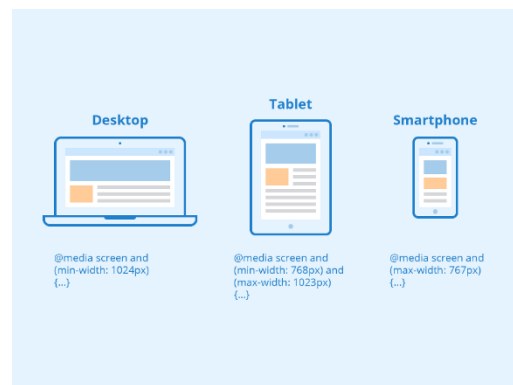 Desktop
@media screen and
(min-width: 1024px)
{...}
Tablet
@media screen and
(min-width: 768px) and
(max-width: 1023px)
{...}
Smartphone
@media screen and
(max-width: 767px)
{...}